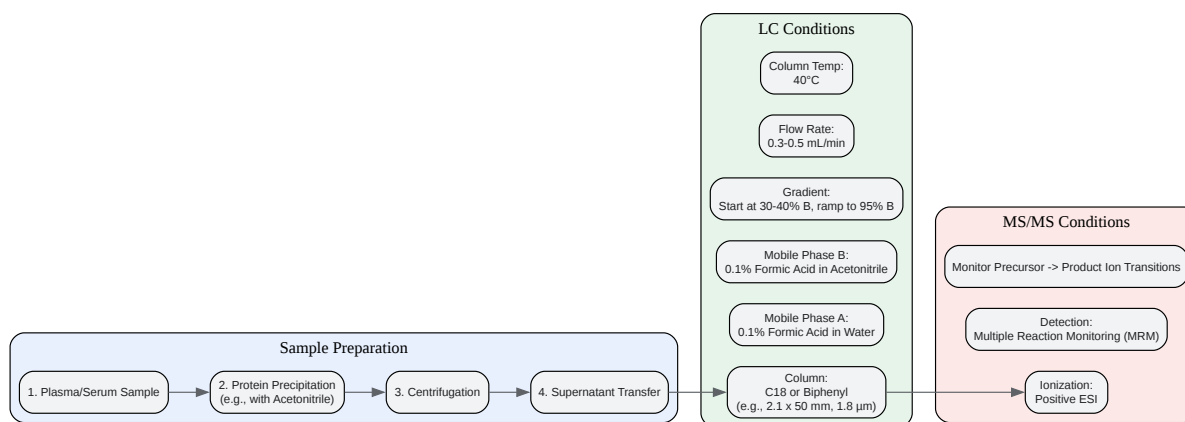 LC Conditions
Column Temp:
40°C
Flow Rate:
0.3-0.5 mL/min
Gradient:
Start at 30-40% B, ramp to 95% B
Mobile Phase B:
0.1% Formic Acid in Acetonitrile
Mobile Phase A:
0.1% Formic Acid in Water
Column:
C18 or Biphenyl
(e.g., 2.1 x 50 mm, 1.8 µm)
MS/MS Conditions
Monitor Precursor -> Product Ion Transitions
Detection:
Multiple Reaction Monitoring (MRM)
Ionization:
Positive ESI
Sample Preparation
1. Plasma/Serum Sample
2. Protein Precipitation
(e.g., with Acetonitrile)
3. Centrifugation
4. Supernatant Transfer